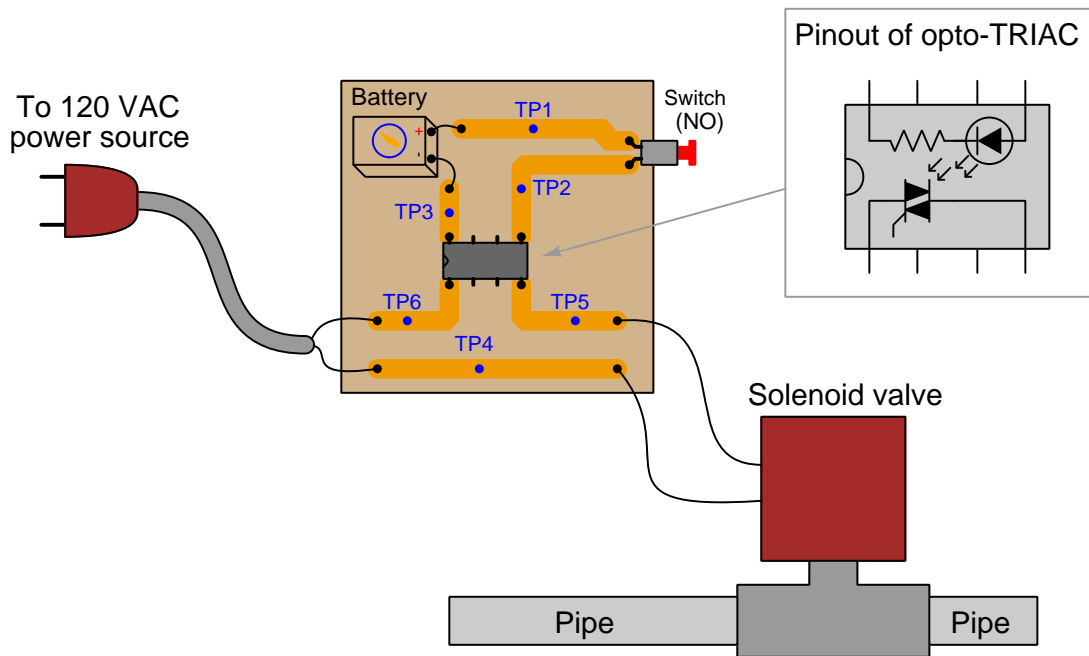 Pinout of opto-TRIAC
To 120 VAC
power source
Battery
+
-
TP1
Switch
(NO)
TP2
TP3
TP6
TP5
TP4
Solenoid valve
Pipe
Pipe